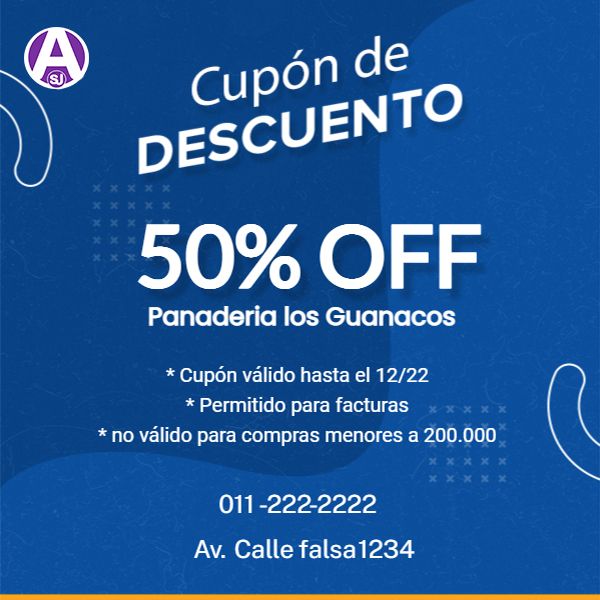 A
SJ
Cupón de
DESCUENTO
50% OFF
Panaderia los Guanacos
* Cupón válido hasta el 12/22
* Permitido para facturas
* no válido para compras menores a 200.000
011 -222-2222
Av. Calle falsa1234